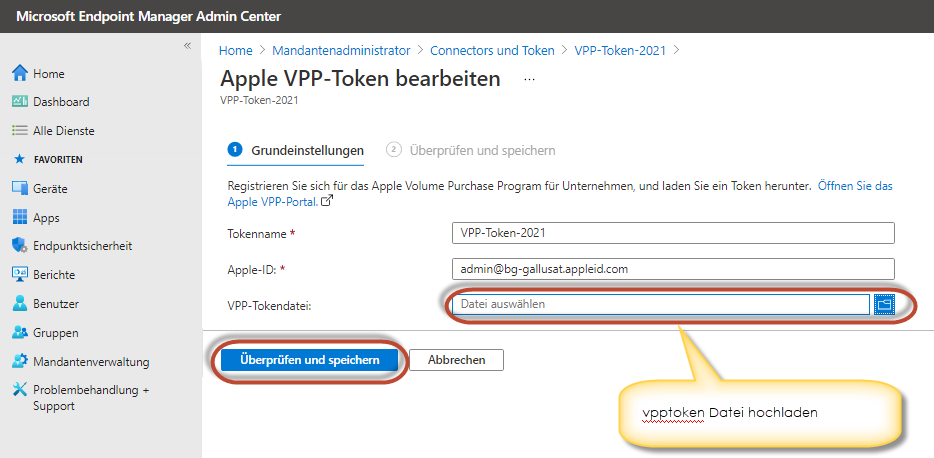 Microsoft Endpoint Manager Admin Center
«
Home
Dashboard
Alle Dienste
FAVORITEN
Geräte
Apps
Endpunktsicherheit
Berichte
Benutzer
Gruppen
Mandantenverwaltung
Problembehandlung +
Support
Home > Mandantenadministrator > Connectors und Token > VPP-Token-2021 >
Apple VPP-Token bearbeiten ...
VPP-Token-2021
1 Grundeinstellungen 2 Überprüfen und speichern
Registrieren Sie sich für das Apple Volume Purchase Program für Unternehmen, und laden Sie ein Token herunter. Öffnen Sie das
Apple VPP-Portal.
Tokenname * VPP-Token-2021
Apple-ID: * admin@bg-gallusat.appleid.com
VPP-Tokendatei: Datei auswählen
Überprüfen und speichern Abbrechen
vpptoken Datei hochladen